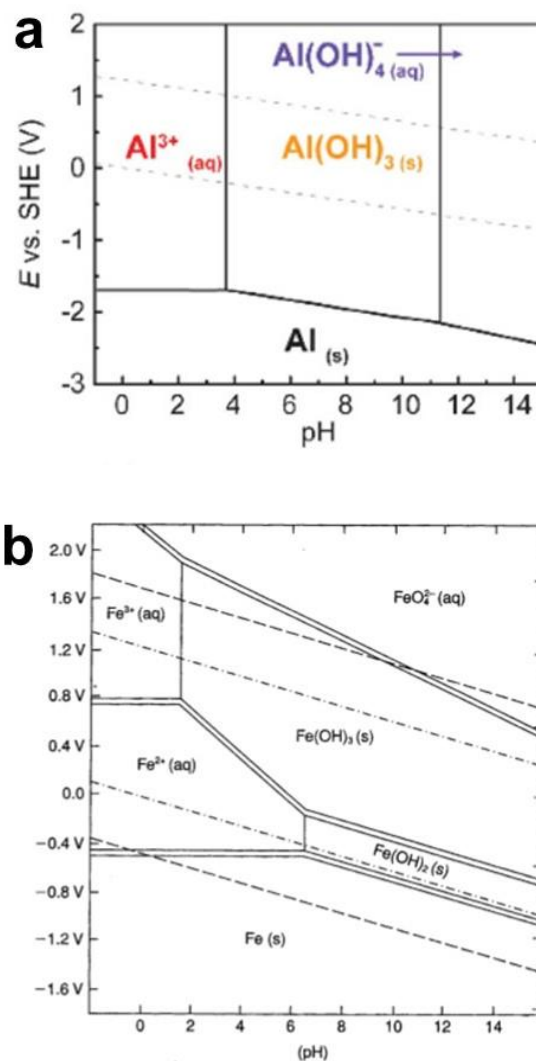 a
2
1
0
-1
-2
-3
E vs. SHE (V)
Al(OH)₄⁻ (aq)
Al³⁺ (aq)
Al(OH)₃ (s)
Al (s)
0 2 4 6 8 10 12 14
pH
b
2.0 V
1.6 V
1.2 V
0.8 V
0.4 V
0.0
−0.4 V
−0.8 V
−1.2 V
−1.6 V
FeO₄²⁻ (aq)
Fe³⁺ (aq)
Fe(OH)₃ (s)
Fe²⁺ (aq)
Fe(OH)₂ (s)
Fe (s)
0 2 4 6 8 10 12 14
(pH)